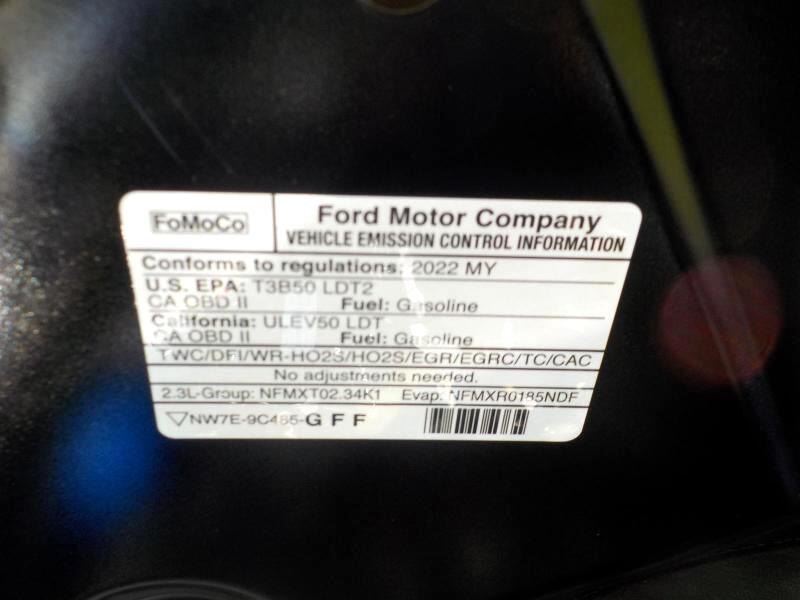 FoMoCo
Ford Motor Company
VEHICLE EMISSION CONTROL INFORMATION
Conforms to regulations: 2022 MY
U.S. EPA: T3B50 LDT2
CA OBD II Fuel: Gasoline
California: ULEV50 LDT
CA OBD II Fuel: Gasoline
TWC/DFI/WR-HO2S/HO2S/EGR/EGRC/TC/CAC
No adjustments needed.
2.3L-Group: NFMXT02.34K1 Evap: NFMXR0185NDF
NW7E-9C485-GFF